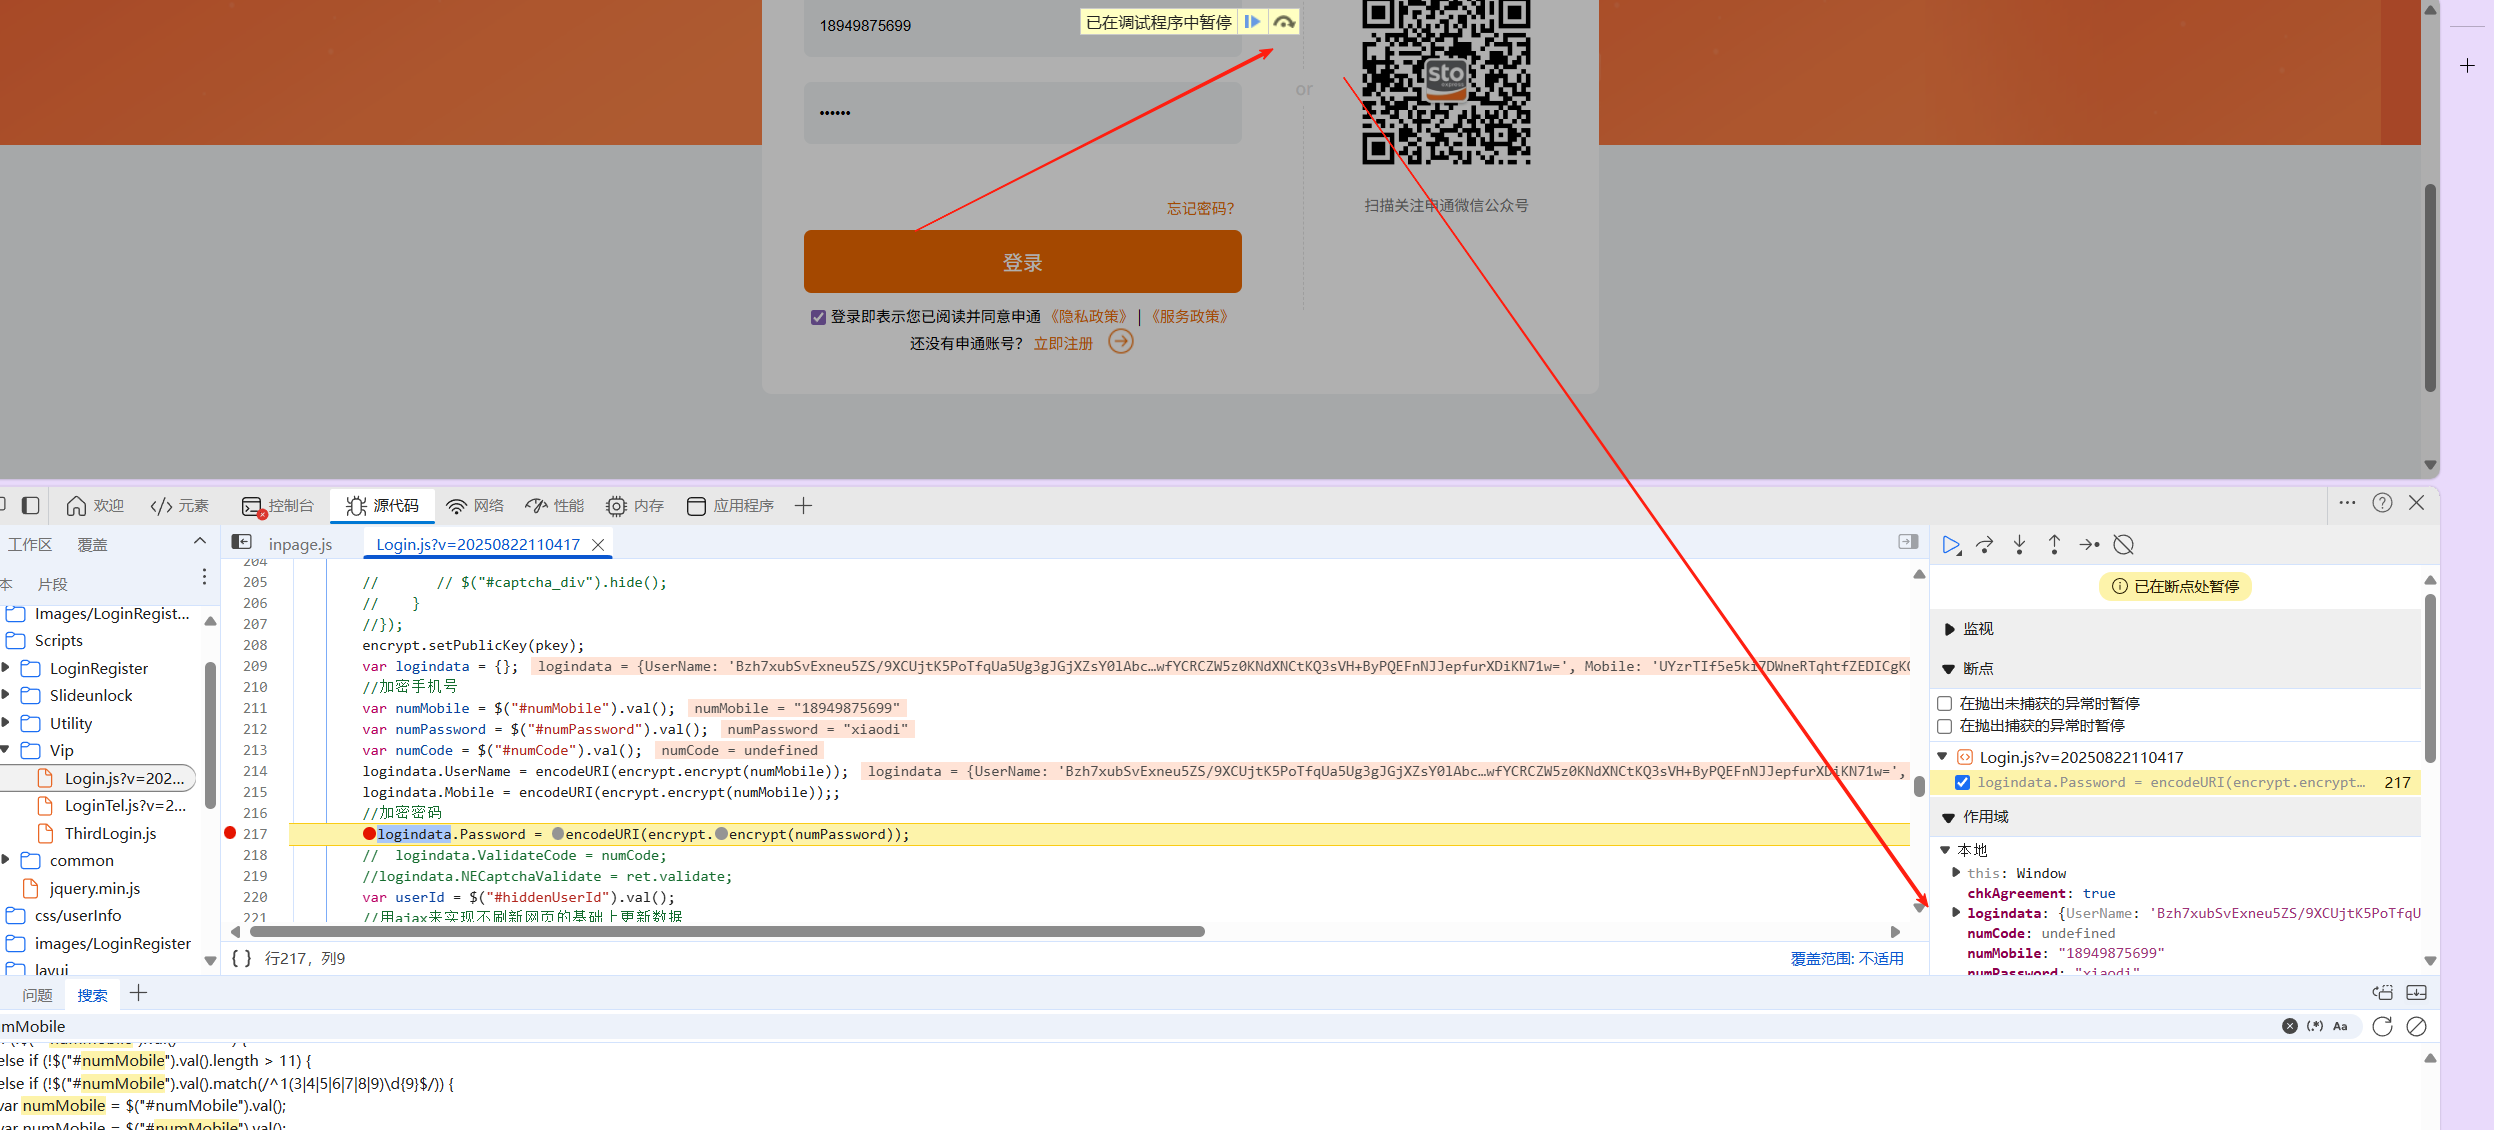 18949875699
已在调试程序中暂停
••••••
or
sto
express
忘记密码?
扫描关注申通微信公众号
登录
登录即表示您已阅读并同意申通《隐私政策》 | 《服务政策》
还没有申通账号? 立即注册
欢迎
元素
控制台
源代码
网络
性能
内存
应用程序
工作区
覆盖
本
片段
Images/LoginRegist...
Scripts
LoginRegister
Slideunlock
Utility
Vip
Login.js?v=202...
LoginTel.js?v=2...
ThirdLogin.js
common
jquery.min.js
css/userInfo
images/LoginRegister
layui
inpage.js
Login.js?v=20250822110417
204
205 // // $("#captcha_div").hide();
206 // }
207 //});
208 encrypt.setPublicKey(pkey);
209 var logindata = {}; logindata = {UserName: 'Bzh7xubSvExneu5ZS/9XCUjtK5PoTfqUa5Ug3gJGjXZsY0lAbc…wfYCRCZW5z0KNdXNCtKQ3sVH+ByPQEFnNJJepfurXDiKN71w=', Mobile: 'UYzrTIf5e5ki7DWneRTqhtfZEDICgK
210 //加密手机号
211 var numMobile = $("#numMobile").val(); numMobile = "18949875699"
212 var numPassword = $("#numPassword").val(); numPassword = "xiaodi"
213 var numCode = $("#numCode").val(); numCode = undefined
214 logindata.UserName = encodeURI(encrypt.encrypt(numMobile)); logindata = {UserName: 'Bzh7xubSvExneu5ZS/9XCUjtK5PoTfqUa5Ug3gJGjXZsY0lAbc…wfYCRCZW5z0KNdXNCtKQ3sVH+ByPQEFnNJJepfurXDiKN71w=',
215 logindata.Mobile = encodeURI(encrypt.encrypt(numMobile));;
216 //加密密码
217 logindata.Password = encodeURI(encrypt.encrypt(numPassword));
218 // logindata.ValidateCode = numCode;
219 //logindata.NECaptchaValidate = ret.validate;
220 var userId = $("#hiddenUserId").val();
221 //用ajax来实现不刷新网页的基础上更新数据
{ } 行217，列9
覆盖范围: 不适用
已在断点处暂停
监视
断点
在抛出未捕获的异常时暂停
在抛出捕获的异常时暂停
Login.js?v=20250822110417
logindata.Password = encodeURI(encrypt.encrypt… 217
作用域
本地
this: Window
chkAgreement: true
logindata: {UserName: 'Bzh7xubSvExneu5ZS/9XCUjtK5PoTfqU
numCode: undefined
numMobile: "18949875699"
numPassword: "xiaodi"
问题
搜索
mMobile
(.*) Aa
else if (!$("#numMobile").val().length > 11) {
else if (!$("#numMobile").val().match(/^1(3|4|5|6|7|8|9)\d{9}$/)) {
var numMobile = $("#numMobile").val();
var numMobile = $("#numMobile").val();